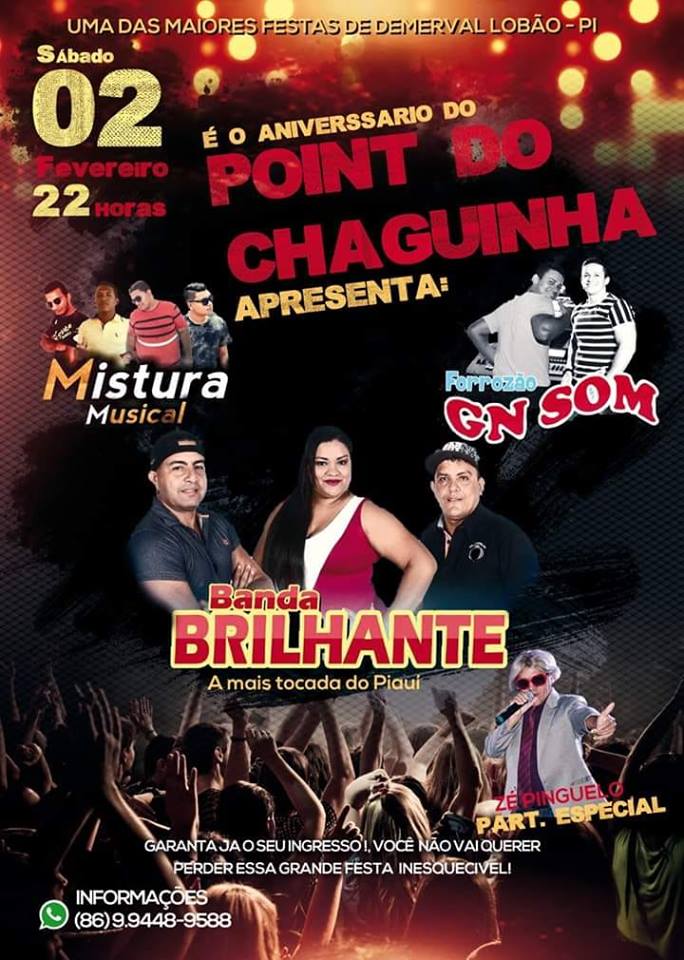 UMA DAS MAIORES FESTAS DE DEMERVAL LOBÃO - PI
Sábado
02
Fevereiro
22 Horas
É O ANIVERSSARIO DO
POINT DO
CHAGUINHA
APRESENTA:
Mistura
Musical
Forrozão
GN SOM
Banda
BRILHANTE
A mais tocada do Piauí
ZÉ PINGUELO
PART. ESPECIAL
GARANTA JA O SEU INGRESSO!, VOCÊ NÃO VAI QUERER
PERDER ESSA GRANDE FESTA INESQUECIVEL!
INFORMAÇÕES
(86) 9.9448-9588